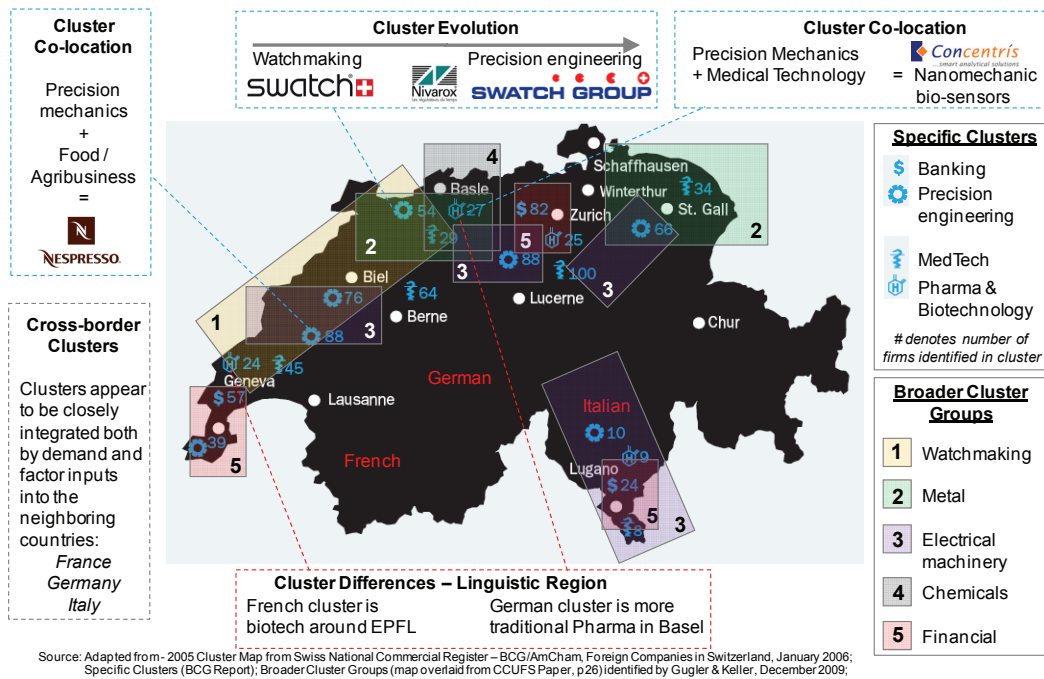 Cluster
Co-location
Precision
mechanics
+
Food /
Agribusiness
=
NESPRESSO.
Cluster Evolution
Watchmaking
Precision engineering
swatch
Nivarox
Les régulateurs du temps
SWATCH GROUP
Cluster Co-location
Precision Mechanics
+ Medical Technology
Concentris
...smart analytical solutions
= Nanomechanic
bio-sensors
Cross-border
Clusters
Clusters appear
to be closely
integrated both
by demand and
factor inputs
into the
neighboring
countries:
France
Germany
Italy
4
Schaffhausen
Basle
Winterthur
34
54
27
$ 82
Zurich
St. Gall
29
2
5
25
66
2
3
88
100
3
Biel
76
64
Lucerne
Berne
Chur
1
88
3
24
45
Geneva
German
$ 57
Lausanne
Italian
39
10
5
French
9
Lugano
$ 24
5
8
3
Specific Clusters
$ Banking
Precision
engineering
MedTech
Pharma &
Biotechnology
# denotes number of
firms identified in cluster
Broader Cluster
Groups
1 Watchmaking
2 Metal
3 Electrical
machinery
4 Chemicals
5 Financial
Cluster Differences – Linguistic Region
French cluster is
biotech around EPFL
German cluster is more
traditional Pharma in Basel
Source: Adapted from - 2005 Cluster Map from Swiss National Commercial Register – BCG/AmCham, Foreign Companies in Switzerland, January 2006;
Specific Clusters (BCG Report); Broader Cluster Groups (map overlaid from CCUFS Paper, p26) identified by Gugler & Keller, December 2009;